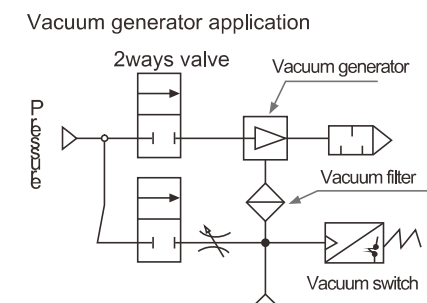 Vacuum generator application
2ways valve
Vacuum generator
Pressure
Vacuum filter
Vacuum switch